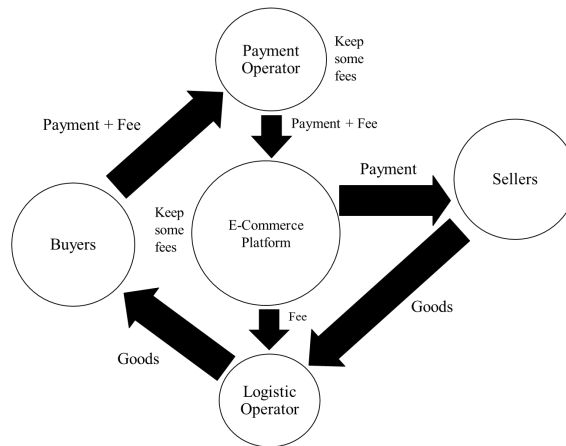 Payment
Operator
Keep
some
fees
Payment + Fee
Payment + Fee
Payment
Sellers
Keep
some
fees
E-Commerce
Platform
Buyers
Goods
Fee
Goods
Logistic
Operator